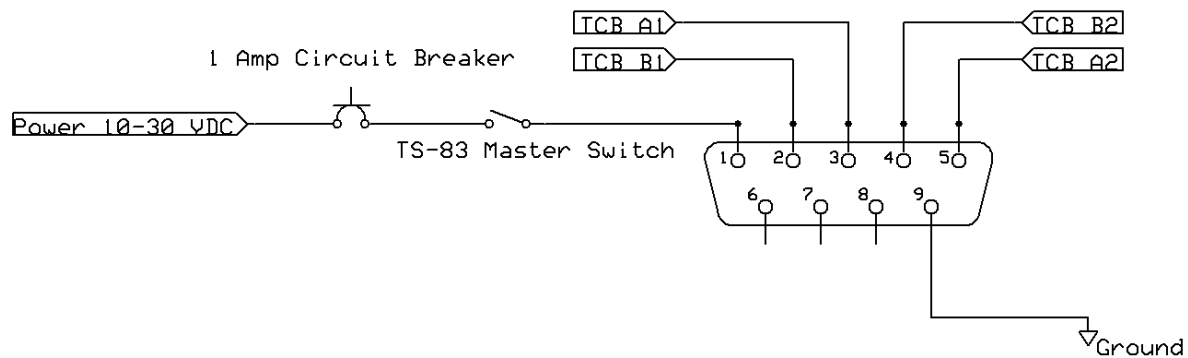 TCB A1
TCB B2
1 Amp Circuit Breaker
TCB B1
TCB A2
Power 10-30 VDC
TS-83 Master Switch
1 2 3 4 5
6 7 8 9
Ground